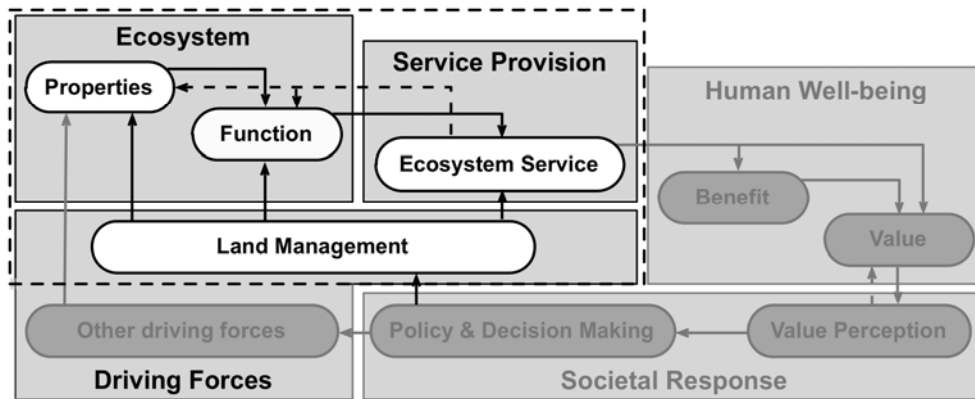 Ecosystem
Service Provision
Properties
Human Well-being
Function
Ecosystem Service
Benefit
Land Management
Value
Other driving forces
Policy & Decision Making
Value Perception
Driving Forces
Societal Response